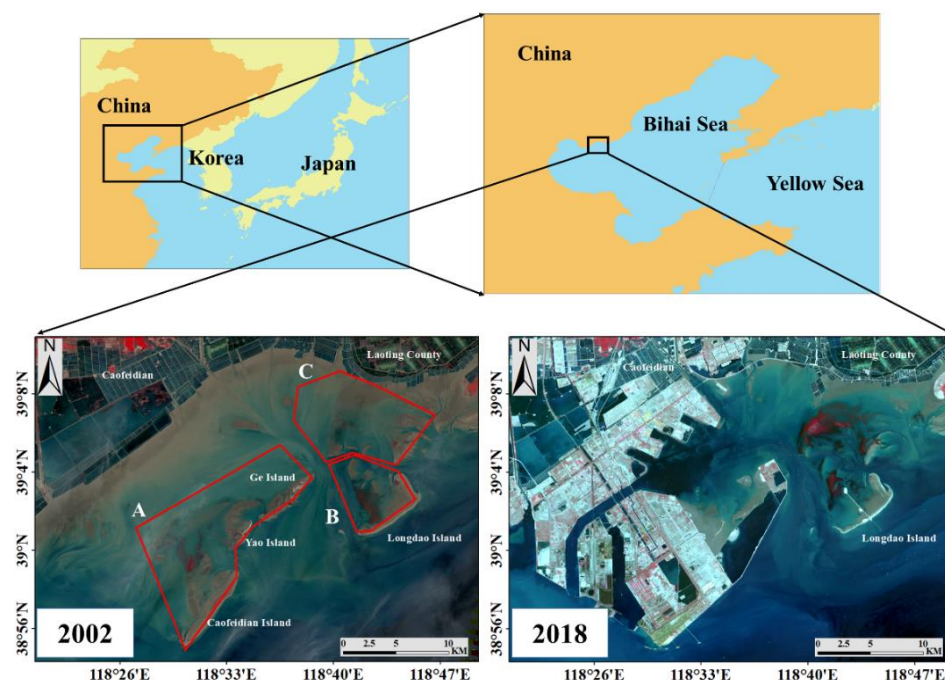 China
Korea
Japan
China
Bihai Sea
Yellow Sea
N
Caofeidian
Laoting County
C
Ge Island
A
B
Yao Island
Longdao Island
Caofeidian Island
2002
0 2.5 5 10
KM
39°8'N
39°4'N
39°N
38°56'N
118°26'E
118°33'E
118°40'E
118°47'E
N
Caofeidian
Laoting County
Longdao Island
2018
0 2.5 5 10
KM
39°8'N
39°4'N
39°N
38°56'N
118°26'E
118°33'E
118°40'E
118°47'E